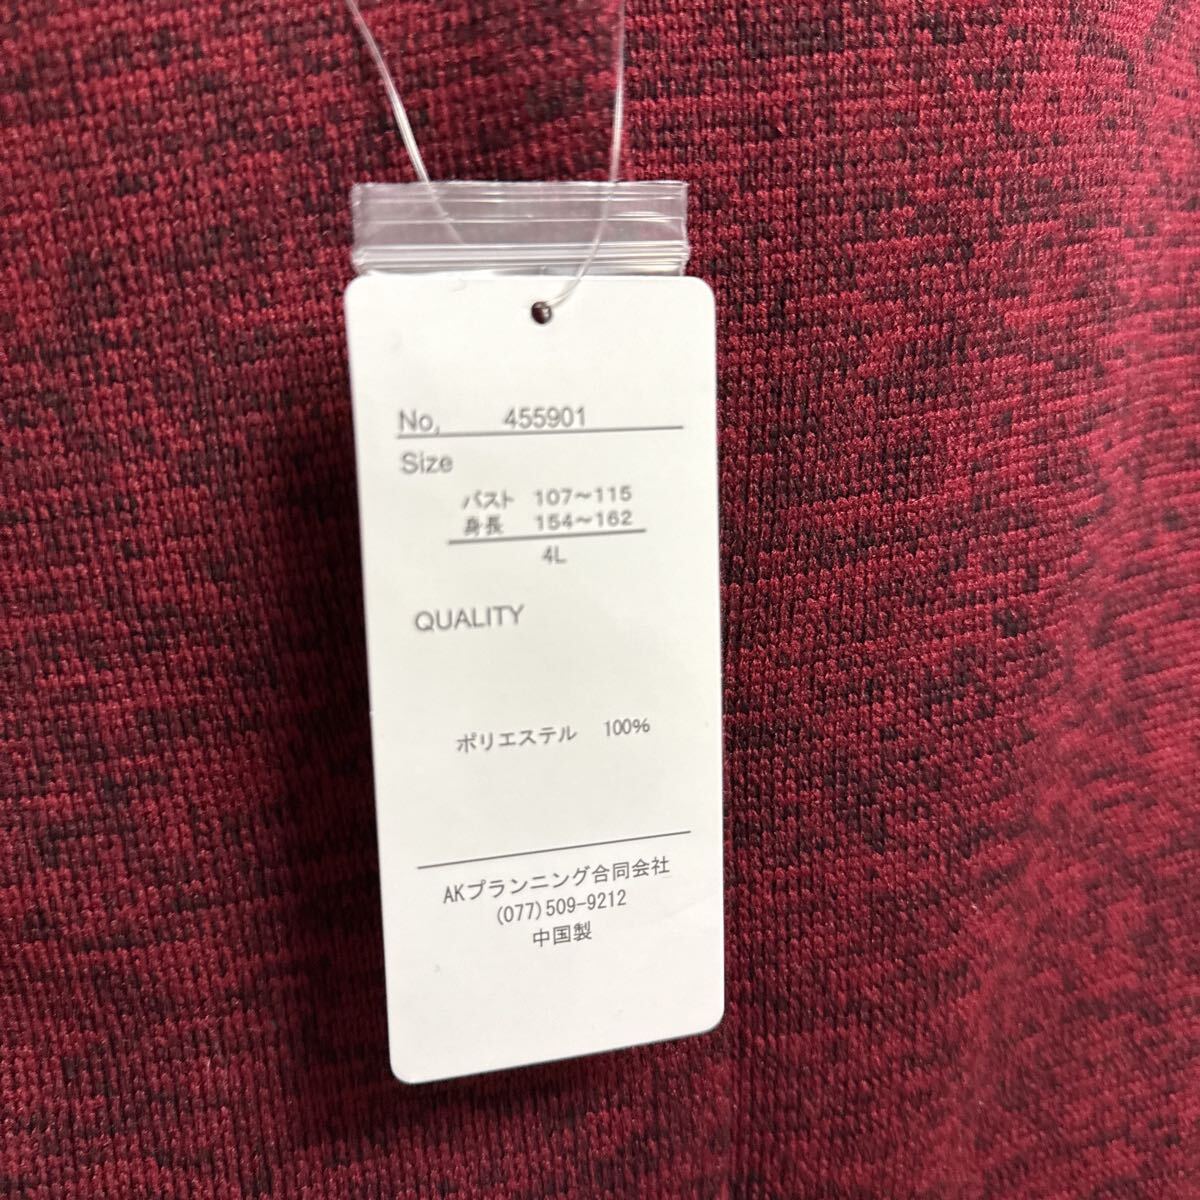 No, 455901
Size
バスト 107～115
身長 154～162
4L
QUALITY
ポリエステル 100%
AKプランニング合同会社
(077)509-9212
中国製